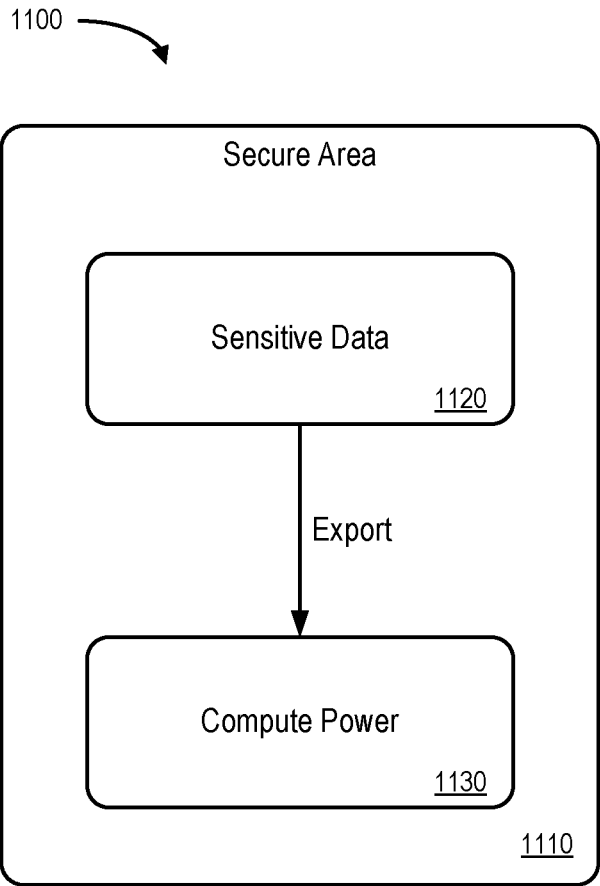 1100
Secure Area
Sensitive Data
1120
Export
Compute Power
1130
1110